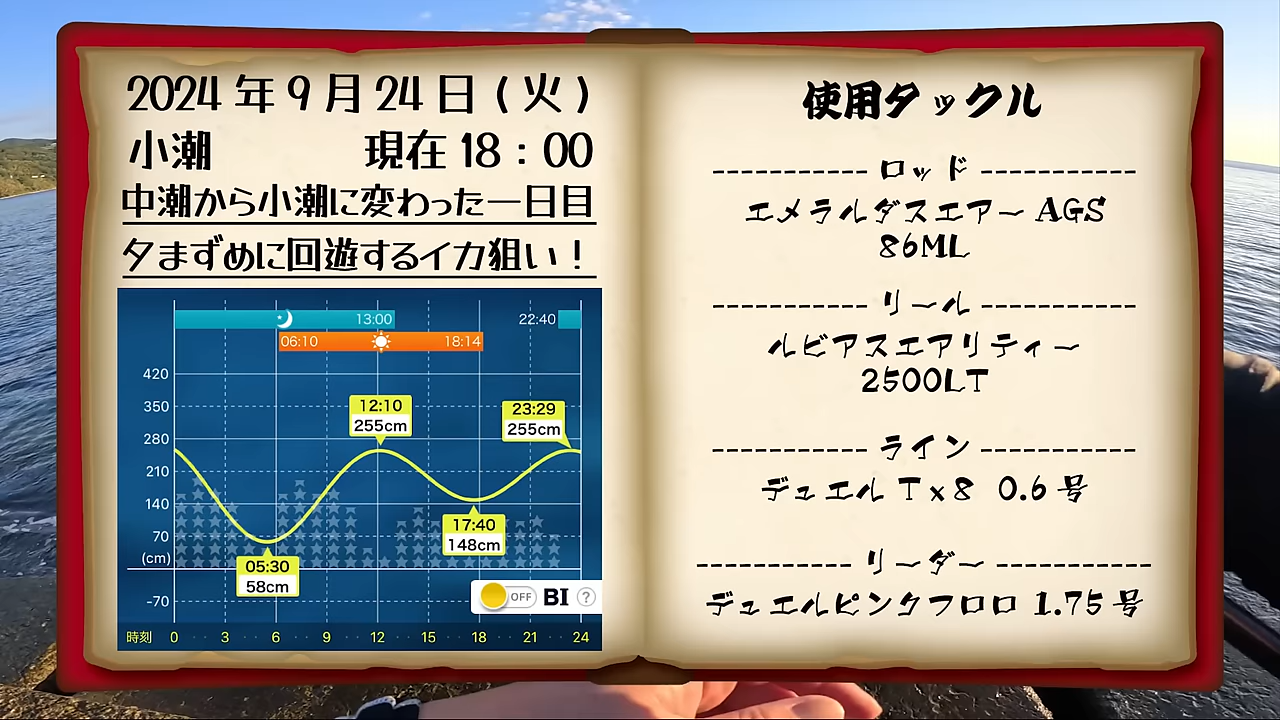 2024年9月24日(火)
小潮 現在18:00
中潮から小潮に変わった一日目
夕まずめに回遊するイカ狙い!
13:00
22:40
06:10
18:14
420
350
280
210
140
70
(cm)
-70
12:10
255cm
23:29
255cm
17:40
148cm
05:30
58cm
OFF BI ?
時刻 0 3 6 9 12 15 18 21 24
使用タックル
----------- ロッド -----------
エメラルダスエアー AGS
86ML
----------- リール -----------
ルビアスエアリティー
2500LT
----------- ライン -----------
デュエル Tx8 0.6号
----------- リーダー -----------
デュエルピンクフロロ 1.75号